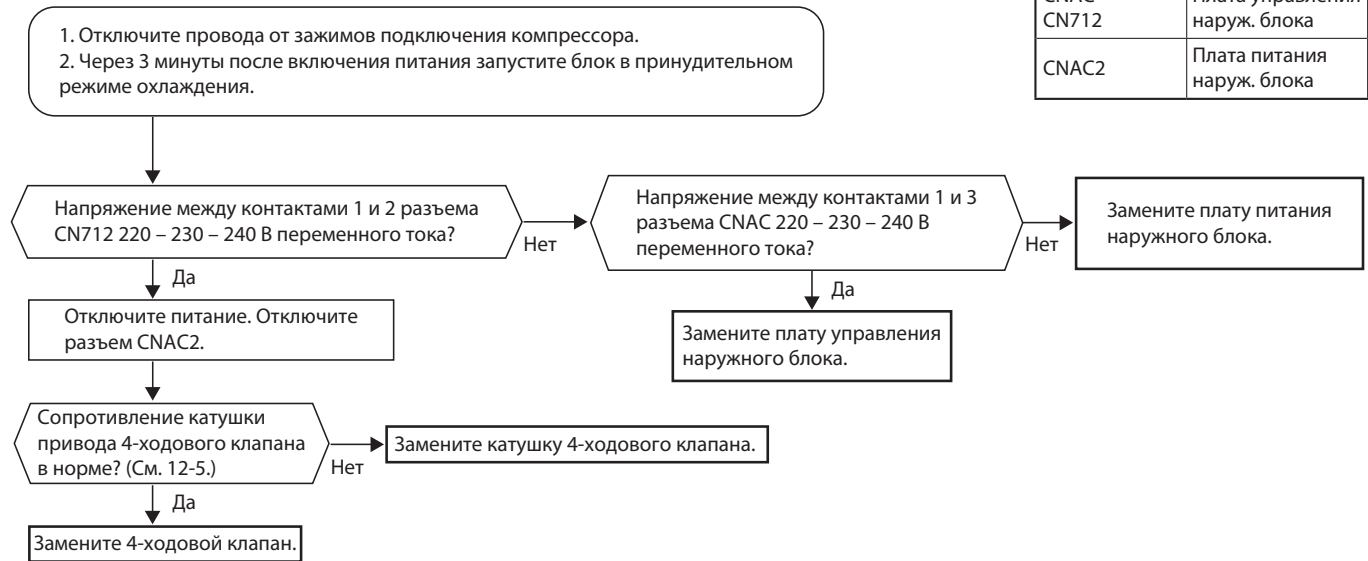 CNAC
Плата управления
CN712
наруж. блока
CNAC2
Плата питания
наруж. блока
1. Отключите провода от зажимов подключения компрессора.
2. Через 3 минуты после включения питания запустите блок в принудительном
режиме охлаждения.
Напряжение между контактами 1 и 2 разъема
CN712 220 – 230 – 240 В переменного тока?
Нет
Напряжение между контактами 1 и 3
разъема CNAC 220 – 230 – 240 В
переменного тока?
Нет
Замените плату питания
наружного блока.
Да
Отключите питание. Отключите
разъем CNAC2.
Да
Замените плату управления
наружного блока.
Сопротивление катушки
привода 4-ходового клапана
в норме? (См. 12-5.)
Нет
Замените катушку 4-ходового клапана.
Да
Замените 4-ходовой клапан.